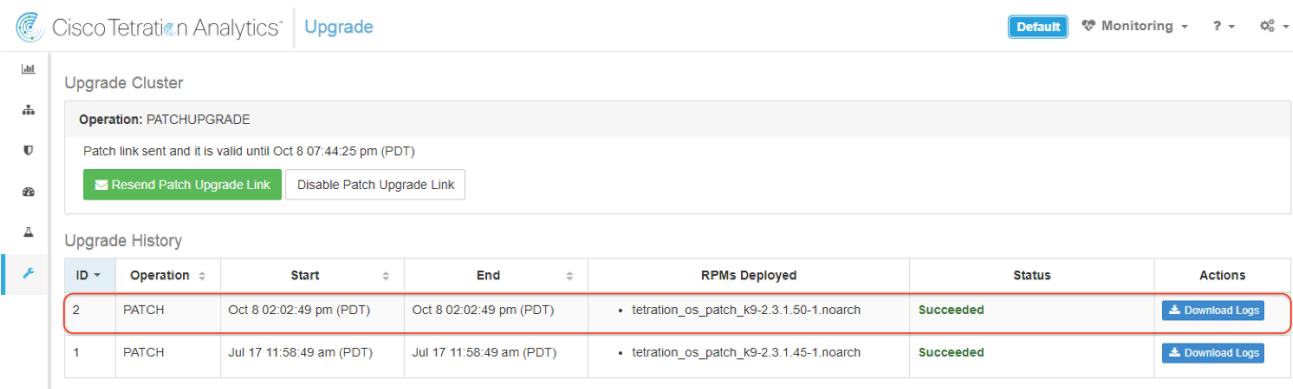 Cisco Tetration Analytics™ Upgrade Default Monitoring ?
Upgrade Cluster
Operation: PATCHUPGRADE
Patch link sent and it is valid until Oct 8 07:44:25 pm (PDT)
Resend Patch Upgrade Link Disable Patch Upgrade Link
Upgrade History
ID Operation Start End RPMs Deployed Status Actions
2 PATCH Oct 8 02:02:49 pm (PDT) Oct 8 02:02:49 pm (PDT) • tetration_os_patch_k9-2.3.1.50-1.noarch Succeeded Download Logs
1 PATCH Jul 17 11:58:49 am (PDT) Jul 17 11:58:49 am (PDT) • tetration_os_patch_k9-2.3.1.45-1.noarch Succeeded Download Logs